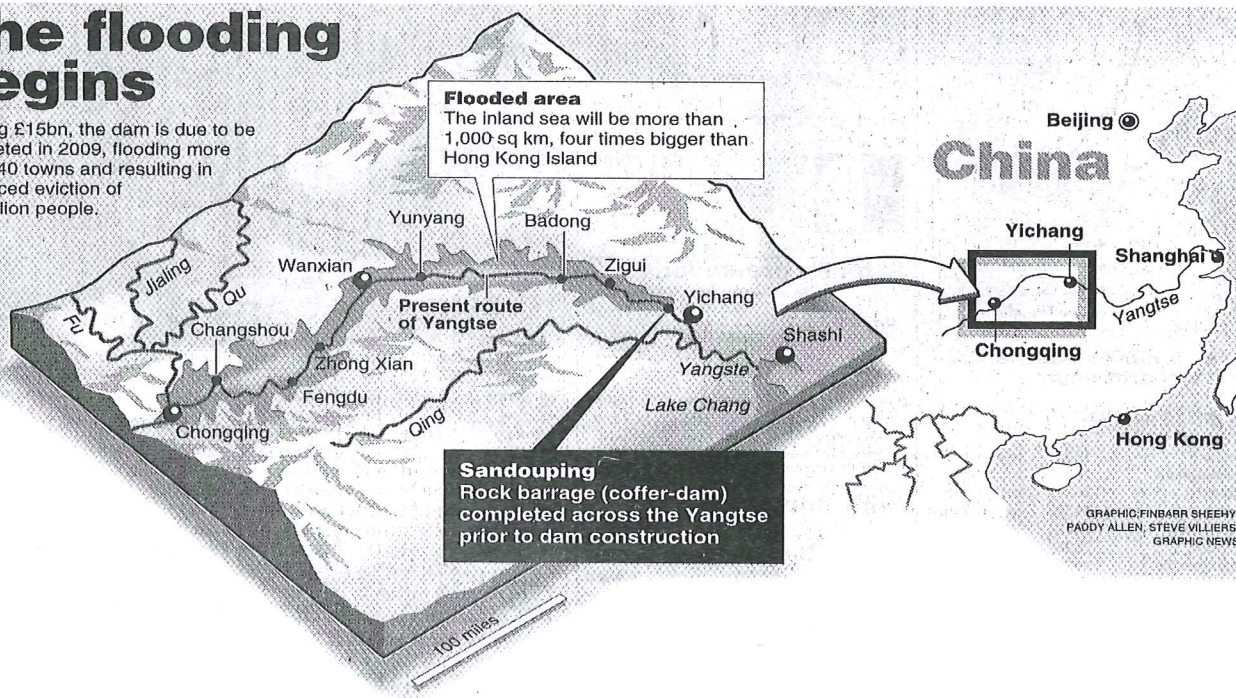 he flooding
egins
g £15bn, the dam is due to be
eted in 2009, flooding more
40 towns and resulting in
ced eviction of
llion people.
Flooded area
The inland sea will be more than
1,000 sq km, four times bigger than
Hong Kong Island
Beijing
China
Yunyang
Badong
Yichang
Wanxian
Zigui
Shanghai
Jialing
Qu
Present route
of Yangtse
Yichang
Yangtse
Fu
Changshou
Shashi
Chongqing
Zhong Xian
Yangste
Fengdu
Lake Chang
Qing
Chongqing
Hong Kong
Sandouping
Rock barrage (coffer-dam)
completed across the Yangtse
prior to dam construction
GRAPHIC:FINBARR SHEEHY
PADDY ALLEN, STEVE VILLIERS
GRAPHIC NEWS
100 miles